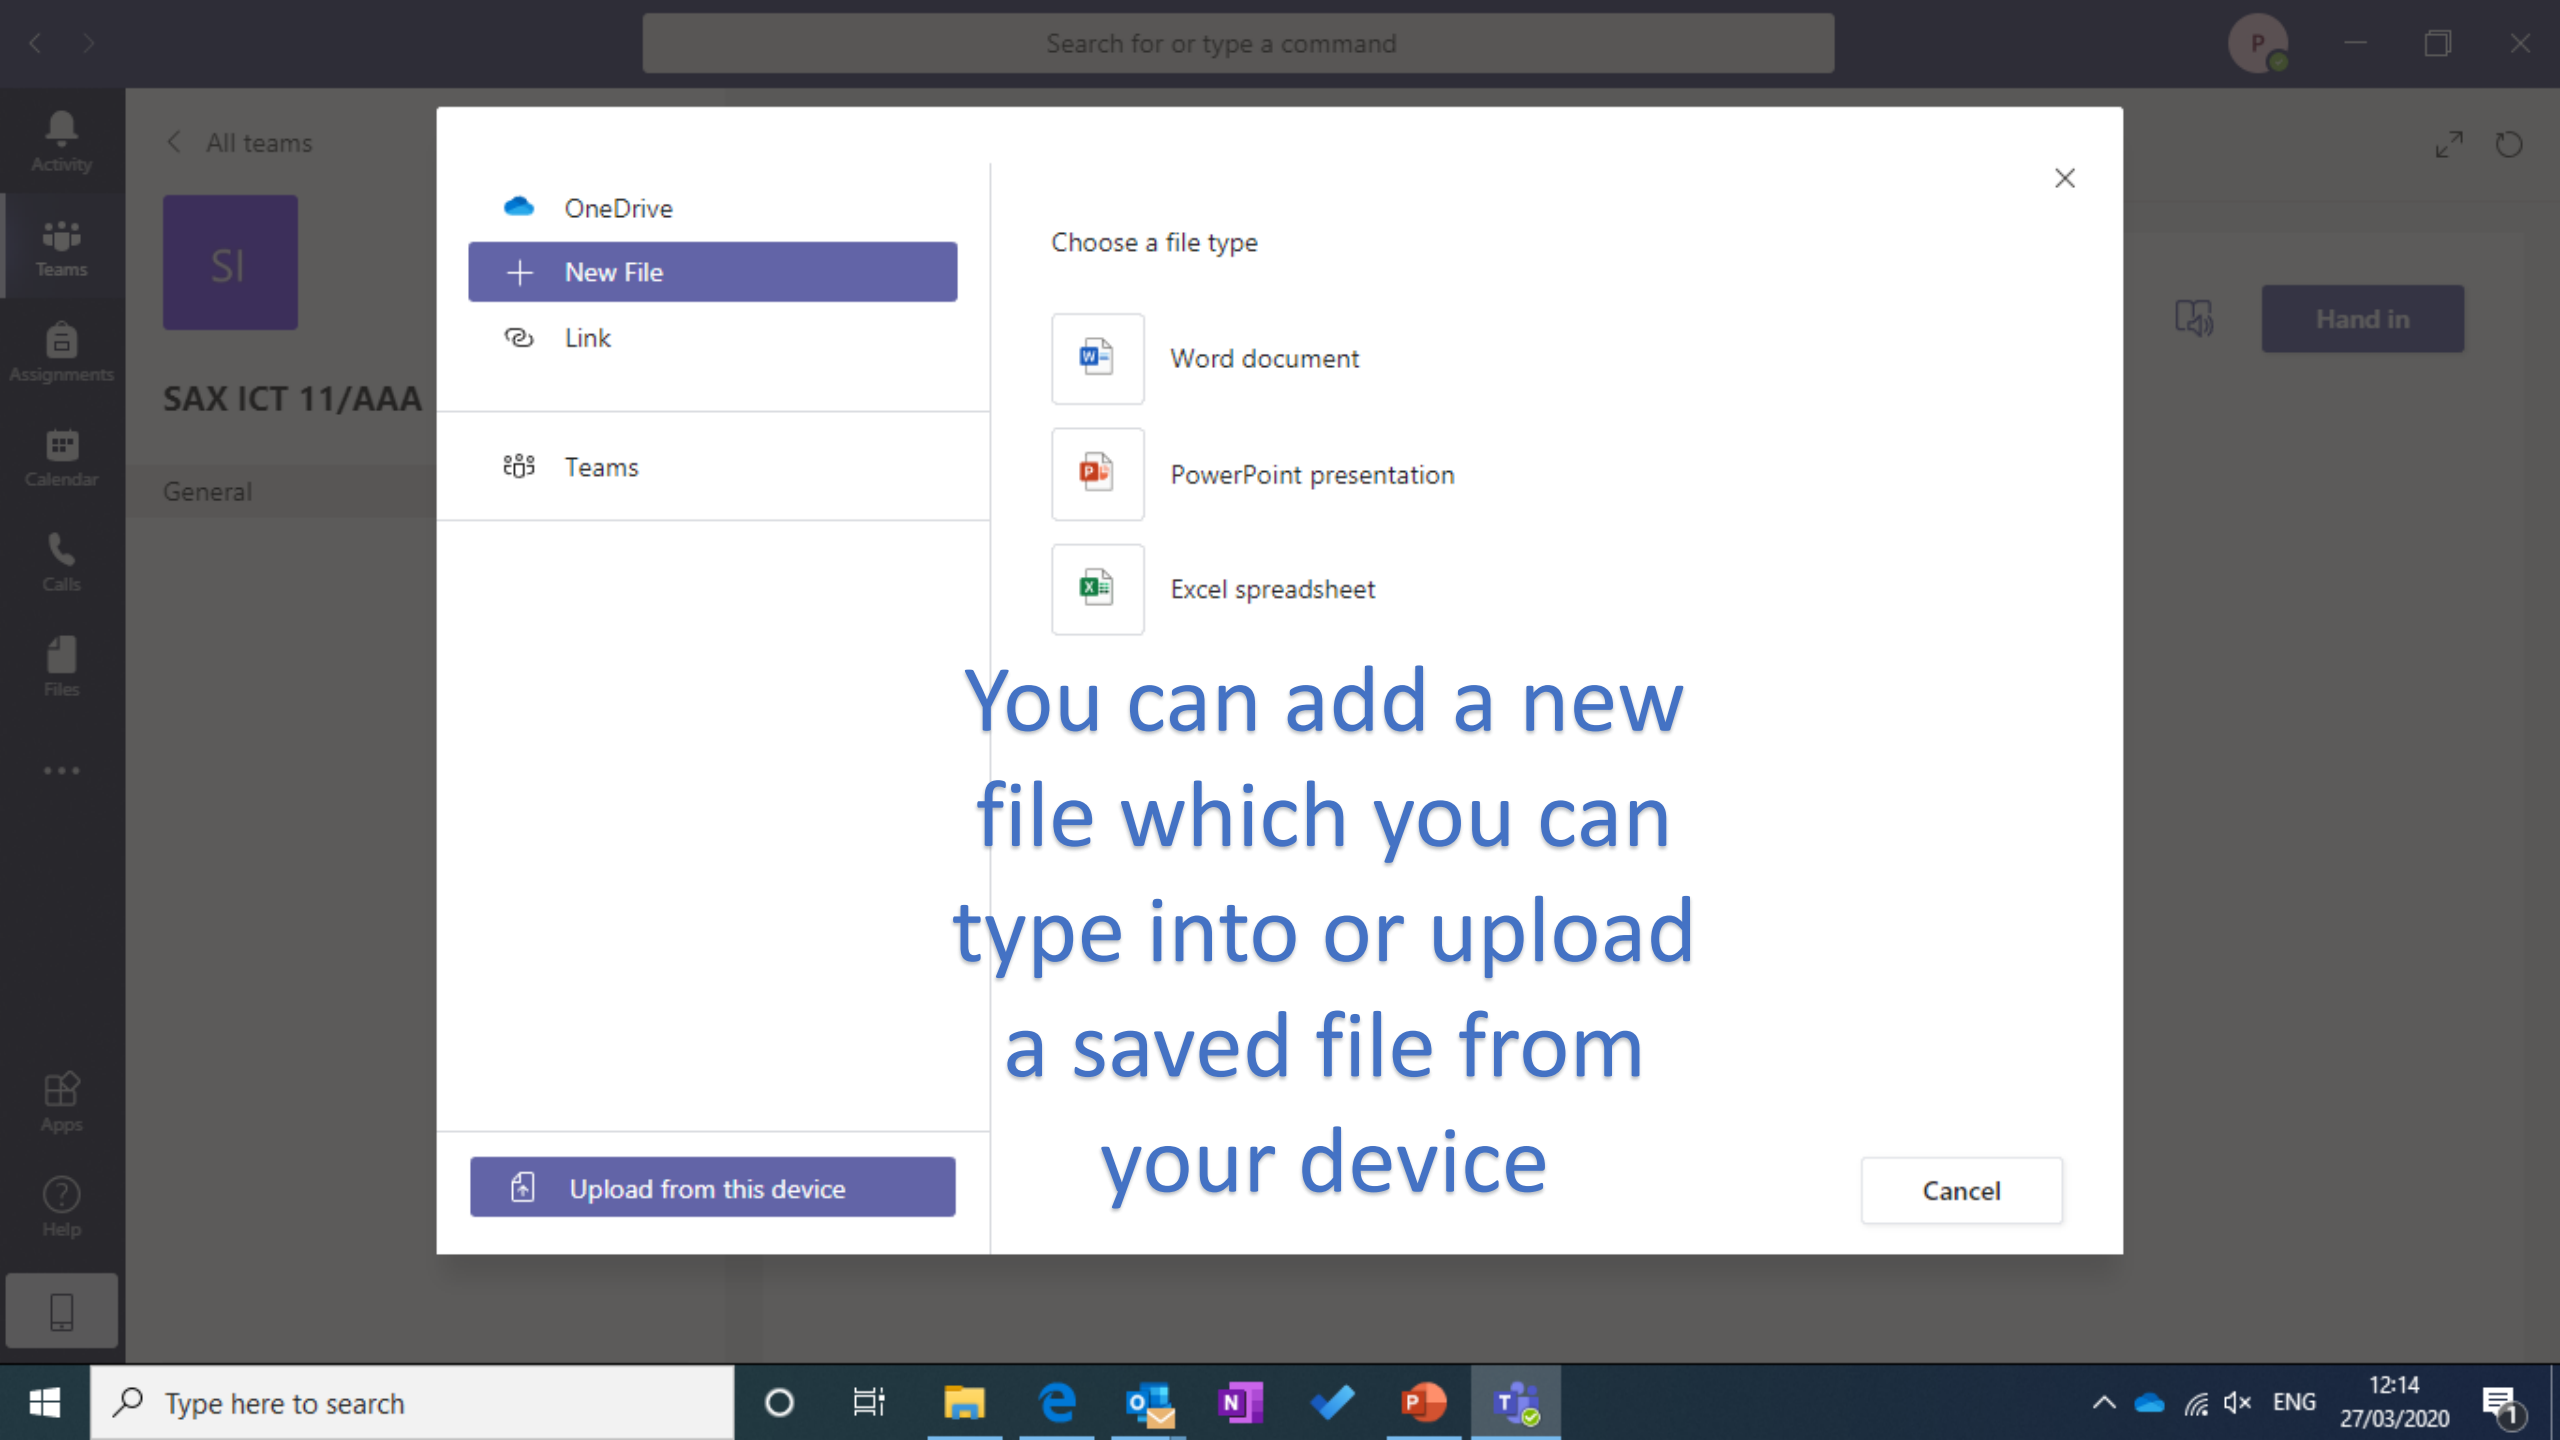 Search for or type a command
P
Activity
Teams
Assignments
Calendar
Calls
Files
Apps
Help
All teams
SI
SAX ICT 11/AAA
General
Hand in
OneDrive
New File
Link
Teams
Upload from this device
Choose a file type
Word document
PowerPoint presentation
Excel spreadsheet
You can add a new
file which you can
type into or upload
a saved file from
your device
Cancel
Type here to search
ENG
12:14
27/03/2020
1